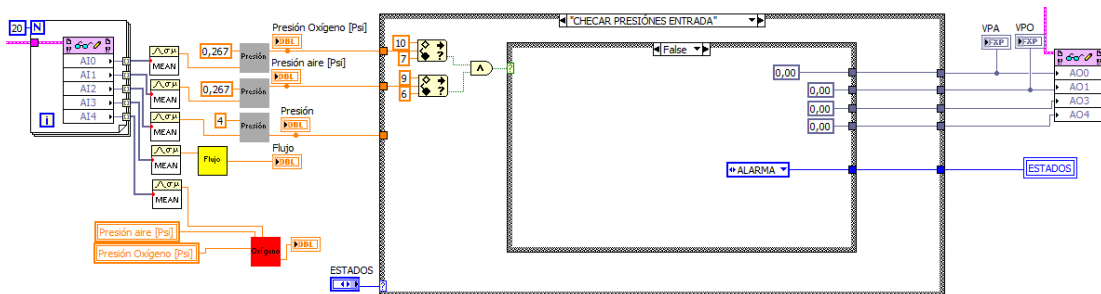 20 N
AI0
AI1
AI2
AI3
AI4
i
MEAN
MEAN
MEAN
MEAN
MEAN
0,267
Presión
0,267
Presión
4
Presión
Flujo
Presión Oxígeno [Psi]
DBL
Presión aire [Psi]
DBL
Presión
DBL
Flujo
DBL
Presión aire [Psi]
Presión Oxígeno [Psi]
Oxígeno
DBL
ESTADOS
"CHECAR PRESIÓNES ENTRADA"
10
7
9
6
False
0,00
0,00
0,00
0,00
ALARMA
VPA
FXP
VPO
FXP
AO0
AO1
AO3
AO4
ESTADOS